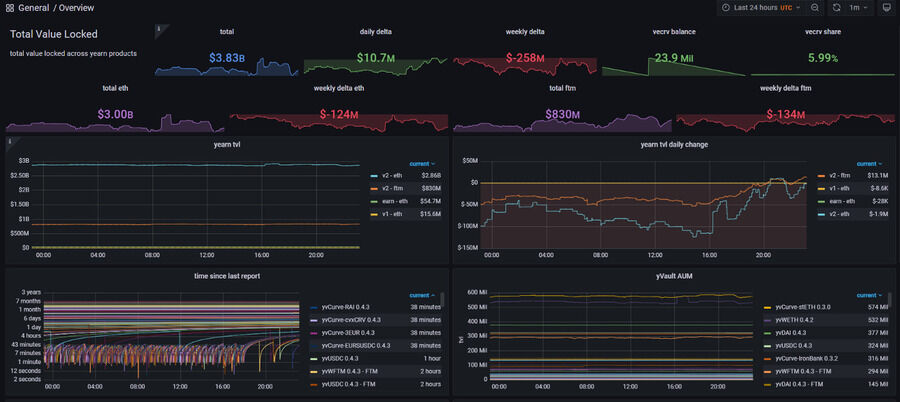 General / Overview
Last 24 hours UTC
1m
Total Value Locked
total value locked across yearn products
total
$3.83B
daily delta
$10.7M
weekly delta
$-258M
vecrv balance
23.9 Mil
vecrv share
5.99%
total eth
$3.00B
weekly delta eth
$-124M
total ftm
$830M
weekly delta ftm
$-134M
yearn tvl
$3B
$2.50B
$2B
$1.50B
$1B
$500M
$0
00:00 04:00 08:00 12:00 16:00 20:00
current
v2 - eth $2.86B
v2 - ftm $830M
earn - eth $54.7M
v1 - eth $15.6M
yearn tvl daily change
$50M
$0
$-50M
$-100M
$-150M
00:00 04:00 08:00 12:00 16:00 20:00
current
v2 - ftm $13.1M
v1 - eth $-8.6K
earn - eth $-28K
v2 - eth $-1.9M
time since last report
3 years
7 months
1 month
6 days
1 day
4 hours
43 minutes
7 minutes
1 minute
12 seconds
2 seconds
00:00 04:00 08:00 12:00 16:00 20:00
current
yvCurve-RAI 0.4.3 38 minutes
yvCurve-cvxCRV 0.4.3 38 minutes
yvCurve-3EUR 0.4.3 38 minutes
yvCurve-EURSUSDC 0.4.3 38 minutes
yvUSDC 0.4.3 1 hour
yvWFTM 0.4.3 - FTM 2 hours
yvUSDC 0.4.3 - FTM 2 hours
yVault AUM
600 Mil
500 Mil
400 Mil
300 Mil
200 Mil
100 Mil
0
tvl
00:00 04:00 08:00 12:00 16:00 20:00
current
yvCurve-stETH 0.3.0 574 Mil
yvWETH 0.4.2 532 Mil
yvDAI 0.4.3 377 Mil
yvUSDC 0.4.3 324 Mil
yvCurve-IronBank 0.3.2 316 Mil
yvWFTM 0.4.3 - FTM 294 Mil
yvDAI 0.4.3 - FTM 145 Mil